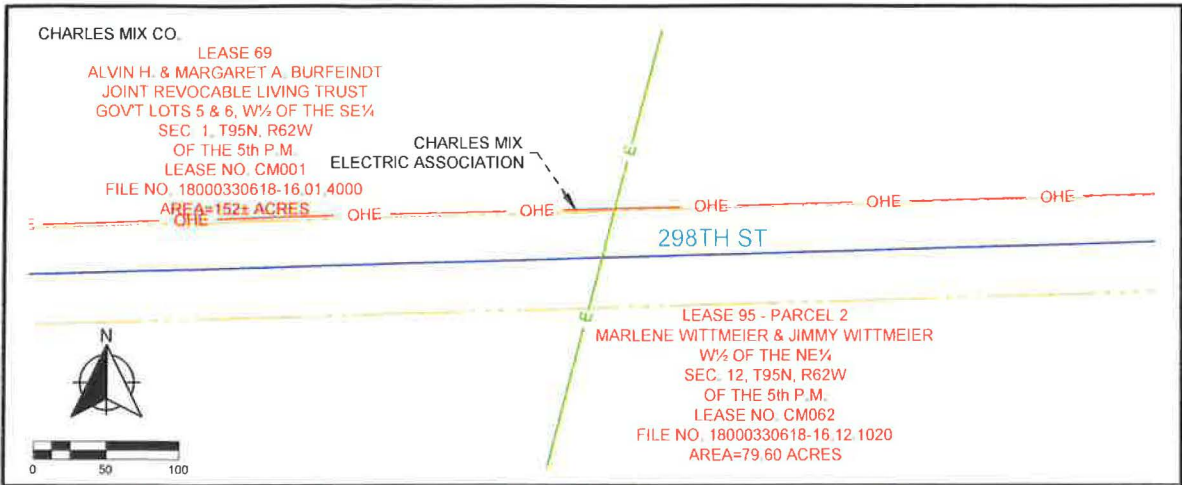 CHARLES MIX CO.
LEASE 69
ALVIN H. & MARGARET A. BURFEINDT
JOINT REVOCABLE LIVING TRUST
GOV'T LOTS 5 & 6, W½ OF THE SE¼
SEC. 1, T95N, R62W
OF THE 5th P.M.
LEASE NO. CM001
FILE NO. 18000330618-16.01.4000
AREA=152± ACRES
CHARLES MIX
ELECTRIC ASSOCIATION
E
OHE OHE OHE OHE OHE OHE
298TH ST
E
LEASE 95 - PARCEL 2
MARLENE WITTMEIER & JIMMY WITTMEIER
W½ OF THE NE¼
SEC. 12, T95N, R62W
OF THE 5th P.M.
LEASE NO. CM062
FILE NO. 18000330618-16.12.1020
AREA=79.60 ACRES
N
0 50 100